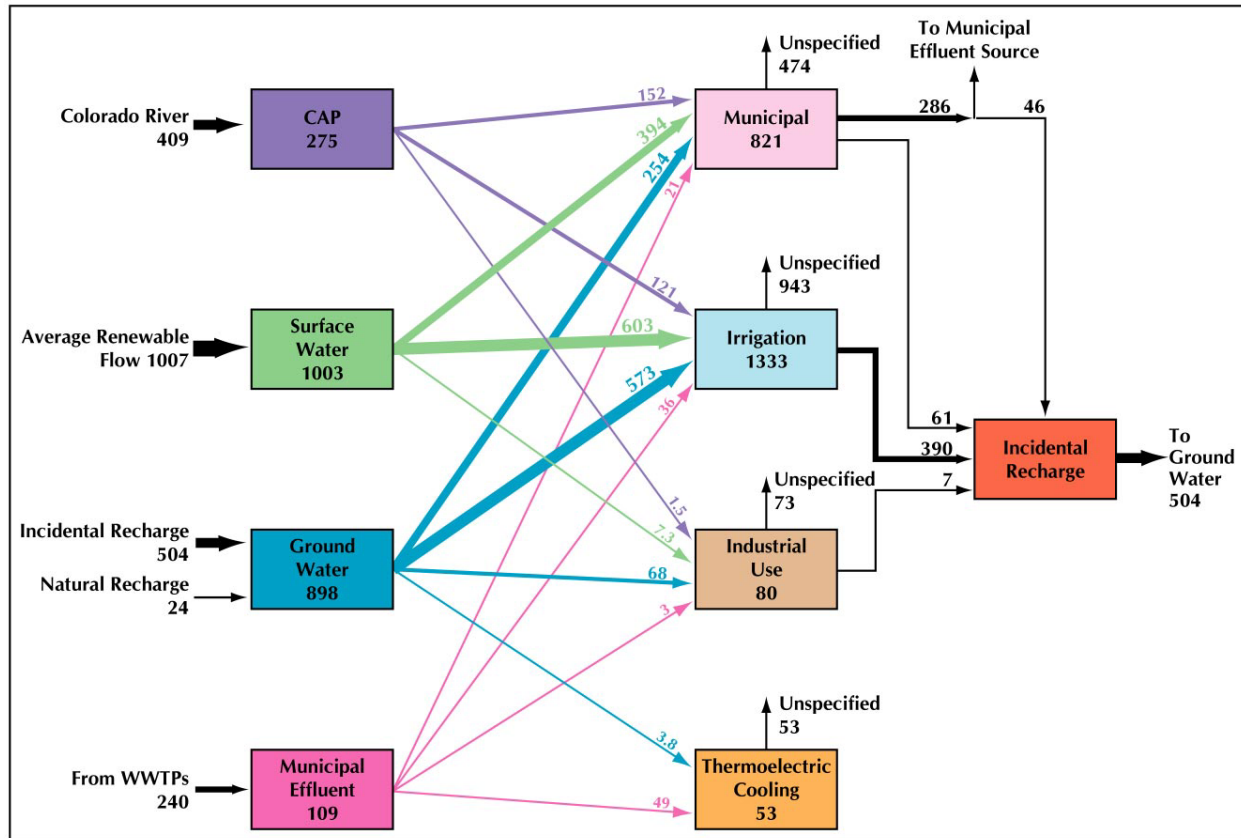 Unspecified
474
To Municipal
Effluent Source
Colorado River
409
CAP
275
152
394
254
21
Municipal
821
286
46
121
Unspecified
943
Average Renewable
Flow 1007
Surface
Water
1003
603
573
36
Irrigation
1333
61
390
7
Incidental
Recharge
To
Ground
Water
504
Unspecified
73
1.5
7.3
Incidental Recharge
504
Natural Recharge
24
Ground
Water
898
68
3
Industrial
Use
80
Unspecified
53
3.8
From WWTPs
240
Municipal
Effluent
109
49
Thermoelectric
Cooling
53